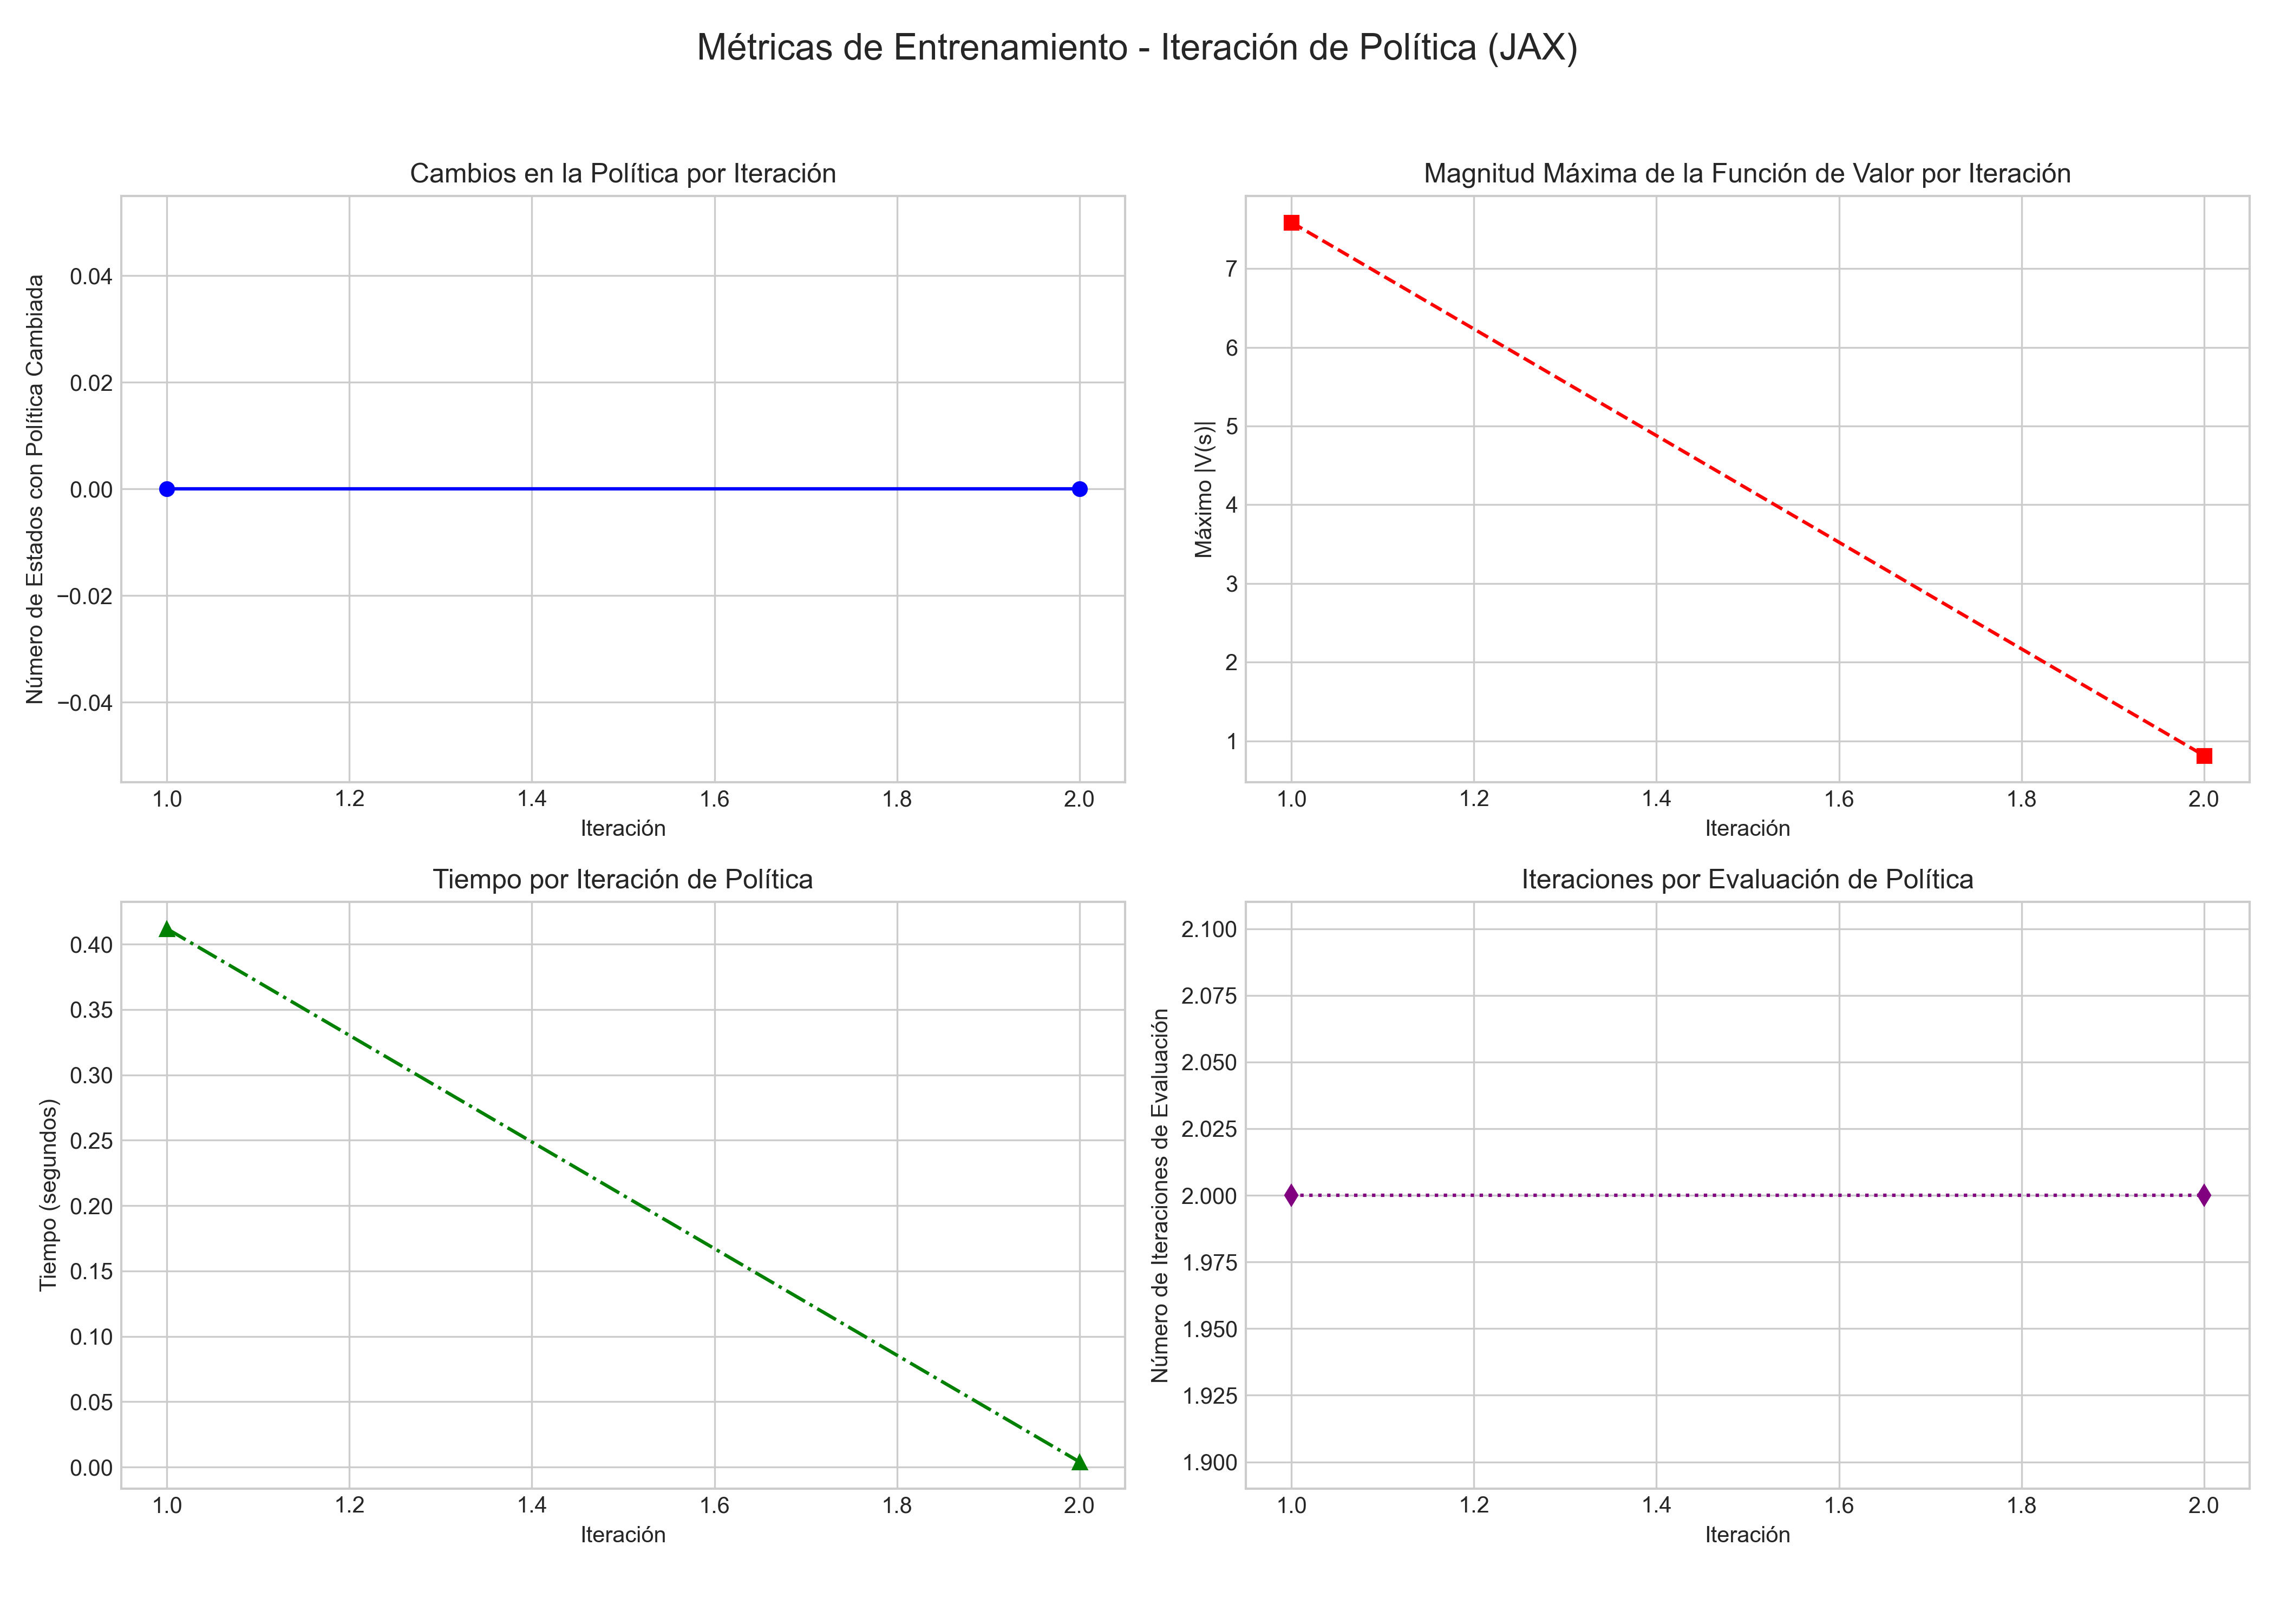 Métricas de Entrenamiento - Iteración de Política (JAX)
Cambios en la Política por Iteración
Número de Estados con Política Cambiada
0.04
0.02
0.00
−0.02
−0.04
1.0 1.2 1.4 1.6 1.8 2.0
Iteración
Magnitud Máxima de la Función de Valor por Iteración
Máximo |V(s)|
7
6
5
4
3
2
1
1.0 1.2 1.4 1.6 1.8 2.0
Iteración
Tiempo por Iteración de Política
Tiempo (segundos)
0.40
0.35
0.30
0.25
0.20
0.15
0.10
0.05
0.00
1.0 1.2 1.4 1.6 1.8 2.0
Iteración
Iteraciones por Evaluación de Política
Número de Iteraciones de Evaluación
2.100
2.075
2.050
2.025
2.000
1.975
1.950
1.925
1.900
1.0 1.2 1.4 1.6 1.8 2.0
Iteración